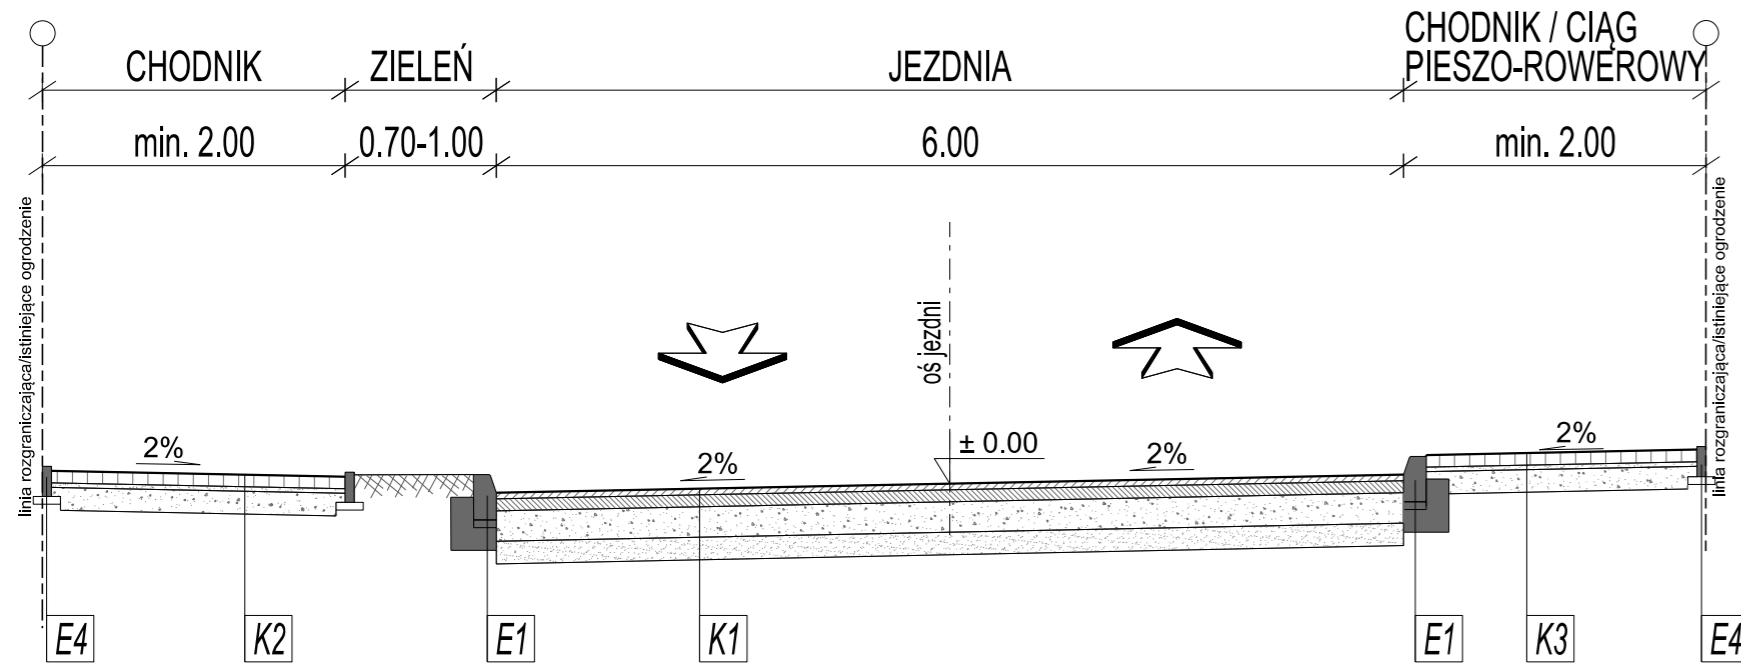 CHODNIK
ZIELEŃ
JEZDNIA
CHODNIK / CIĄG
PIESZO-ROWEROWY
min. 2.00
0.70-1.00
6.00
min. 2.00
linia rozgraniczająca/istiniejące ogrodzenie
oś jezdni
linia rozgraniczająca/istiniejące ogrodzenie
2%
2%
± 0.00
2%
2%
E4
K2
E1
K1
E1
K3
E4